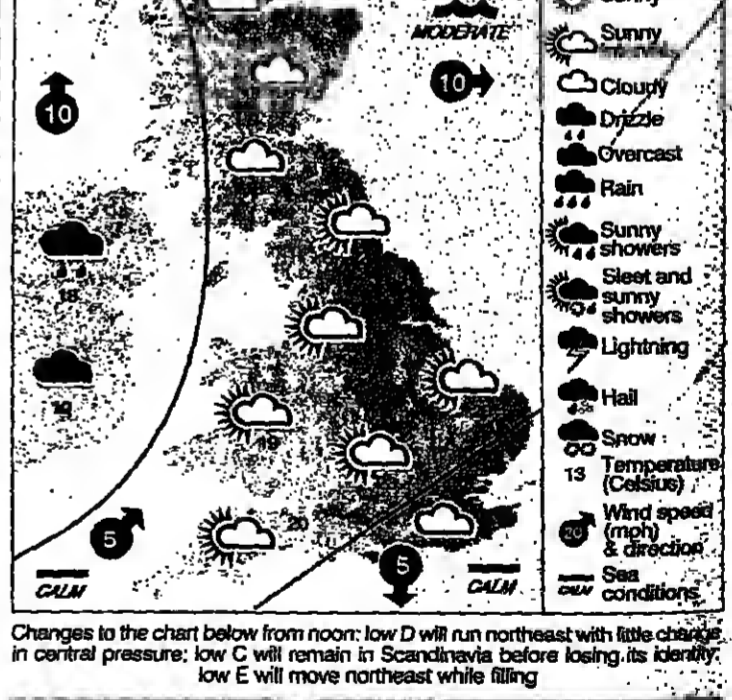 MODERATE
10
10
18
19
20
5
5
CALM
CALM
Sunny
Sunny
Cloudy
Drizzle
Overcast
Rain
Sunny
showers
Sleet and
sunny
showers
Lightning
Hail
Snow
13 Temperature
(Celsius)
20 Wind speed
(mph)
& direction
CALM Sea
conditions
Changes to the chart below from noon: low D will run northeast with little change
in central pressure; low C will remain in Scandinavia before losing its identity;
low E will move northeast while filling